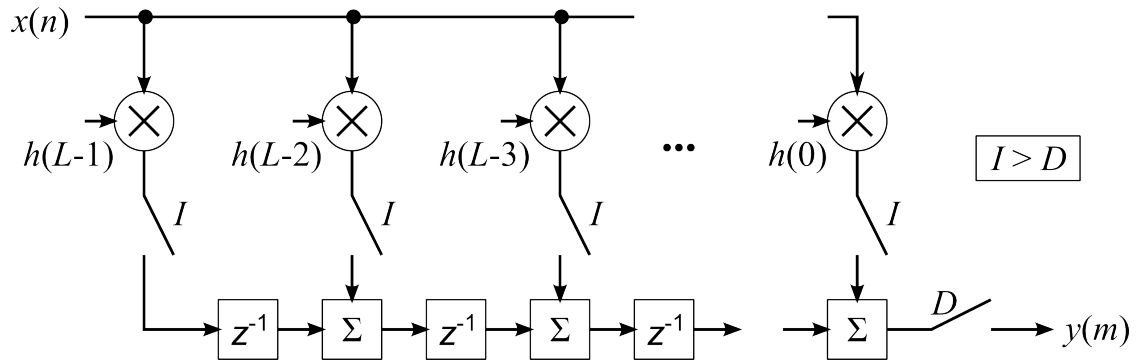 x(n)
h(L-1) h(L-2) h(L-3) ... h(0) I > D
I I I I
D
z⁻¹ Σ z⁻¹ Σ z⁻¹ Σ y(m)